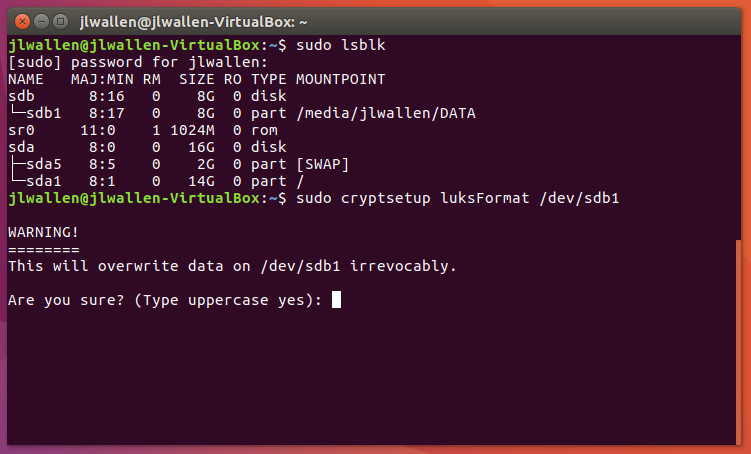 jlwallen@jlwallen-VirtualBox: ~
jlwallen@jlwallen-VirtualBox:~$ sudo lsblk
[sudo] password for jlwallen:
NAME   MAJ:MIN RM  SIZE RO TYPE MOUNTPOINT
sdb      8:16   0    8G  0 disk
└─sdb1   8:17   0    8G  0 part /media/jlwallen/DATA
sr0     11:0    1 1024M  0 rom
sda      8:0    0   16G  0 disk
├─sda5   8:5    0    2G  0 part [SWAP]
└─sda1   8:1    0   14G  0 part /
jlwallen@jlwallen-VirtualBox:~$ sudo cryptsetup luksFormat /dev/sdb1
WARNING!
========
This will overwrite data on /dev/sdb1 irrevocably.
Are you sure? (Type uppercase yes):